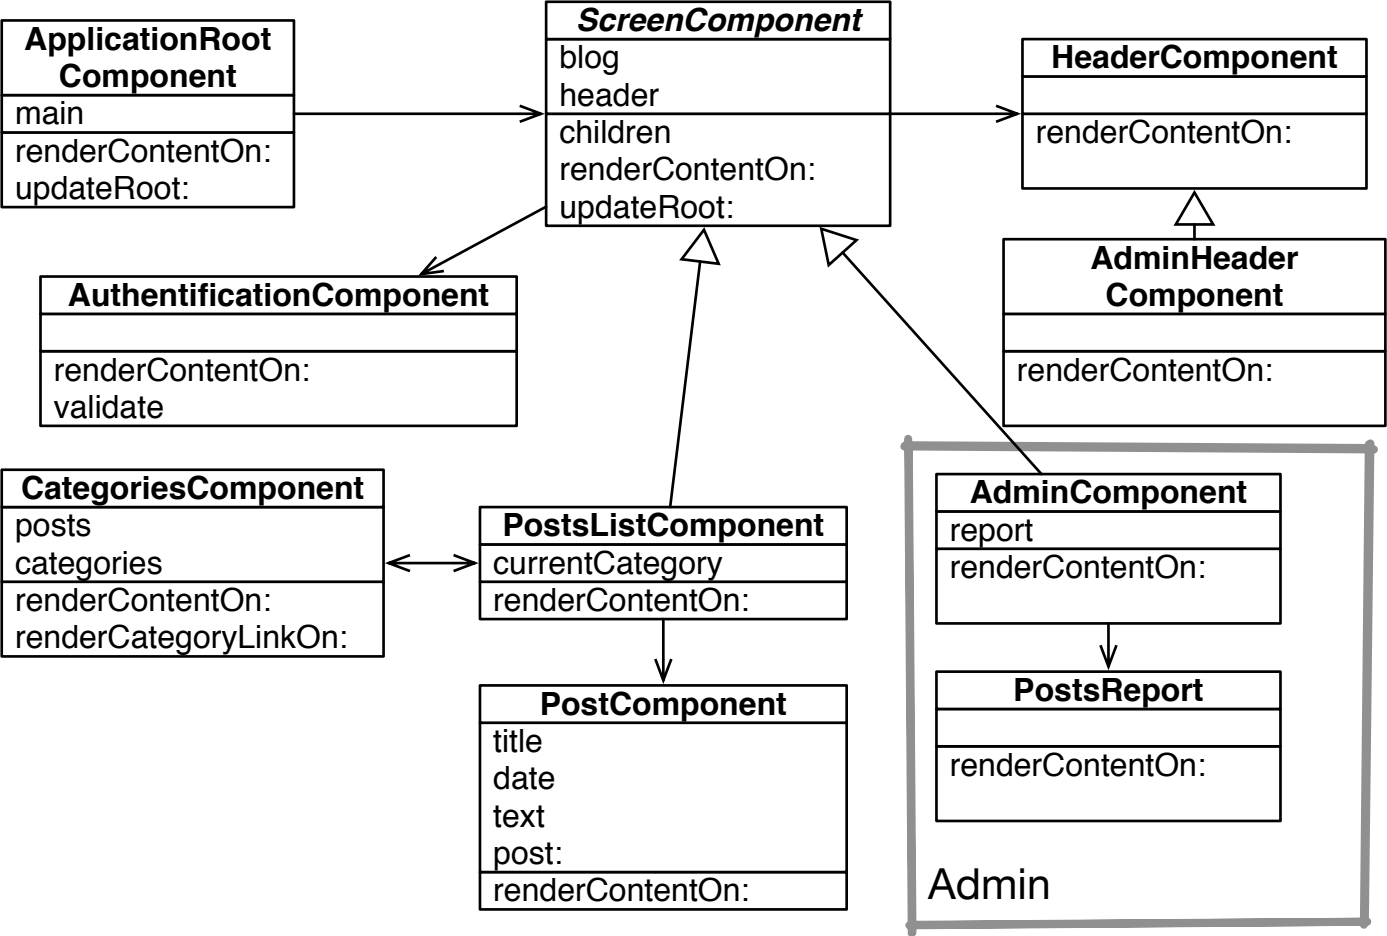 ApplicationRoot
Component
main
renderContentOn:
updateRoot:
ScreenComponent
blog
header
children
renderContentOn:
updateRoot:
HeaderComponent
renderContentOn:
AdminHeader
Component
renderContentOn:
AuthentificationComponent
renderContentOn:
validate
CategoriesComponent
posts
categories
renderContentOn:
renderCategoryLinkOn:
PostsListComponent
currentCategory
renderContentOn:
PostComponent
title
date
text
post:
renderContentOn:
AdminComponent
report
renderContentOn:
PostsReport
renderContentOn:
Admin